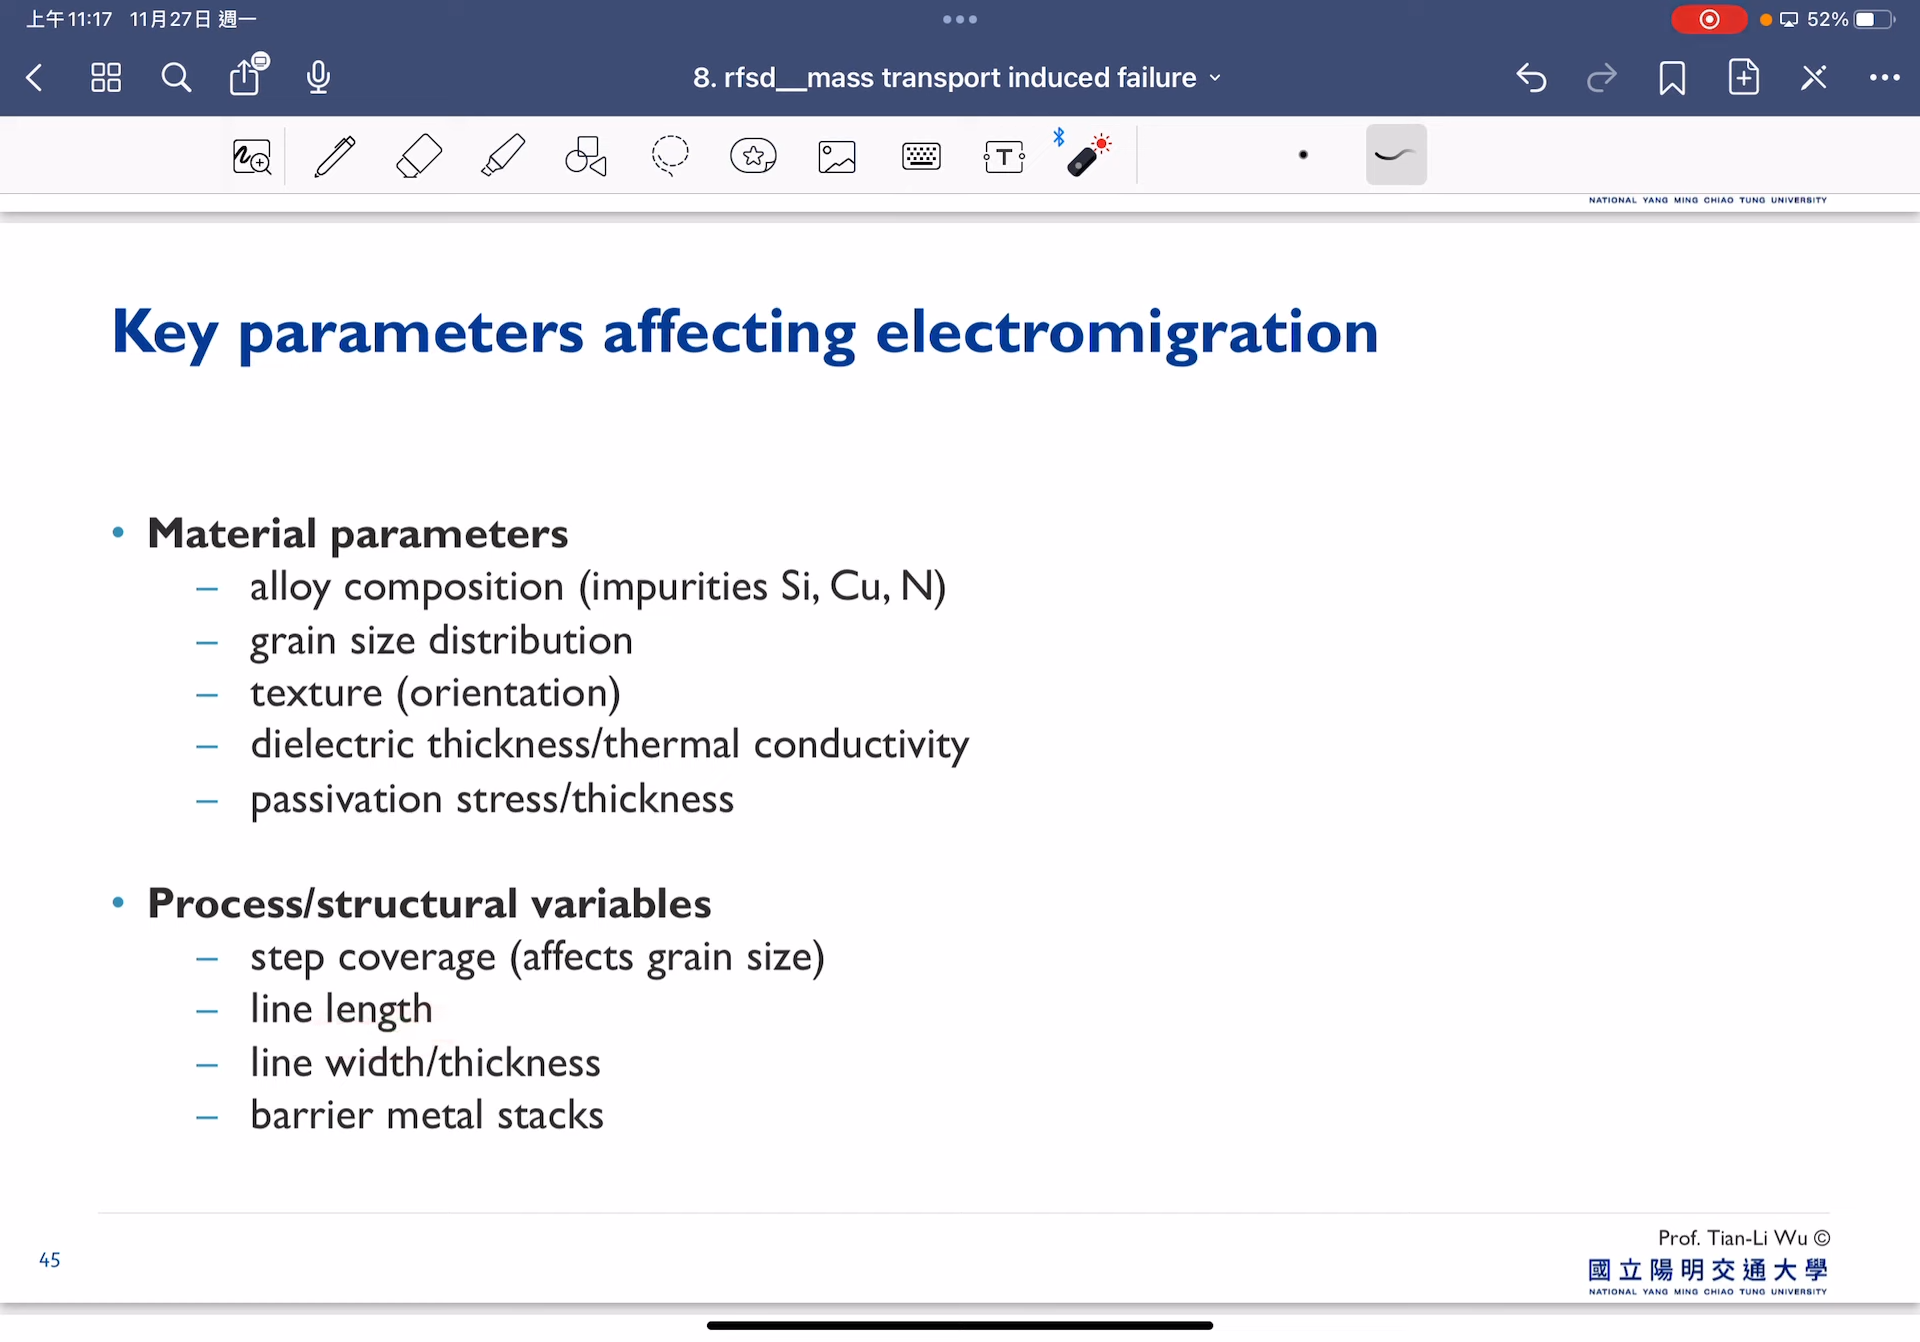 上午11:17 11月27日 週一
52%
8. rfsd__mass transport induced failure
NATIONAL YANG MING CHIAO TUNG UNIVERSITY
Key parameters affecting electromigration
• Material parameters
– alloy composition (impurities Si, Cu, N)
– grain size distribution
– texture (orientation)
– dielectric thickness/thermal conductivity
– passivation stress/thickness
• Process/structural variables
– step coverage (affects grain size)
– line length
– line width/thickness
– barrier metal stacks
45
Prof. Tian-Li Wu ©
國立陽明交通大學
NATIONAL YANG MING CHIAO TUNG UNIVERSITY